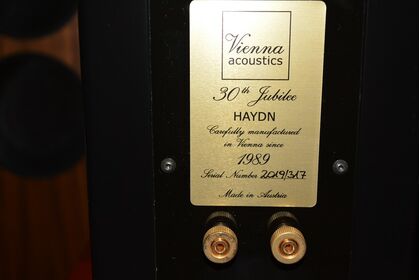 Vienna
acoustics
30th Jubilee
HAYDN
Carefully manufactured
in Vienna since
1989
Serial Number 2019/317
Made in Austria